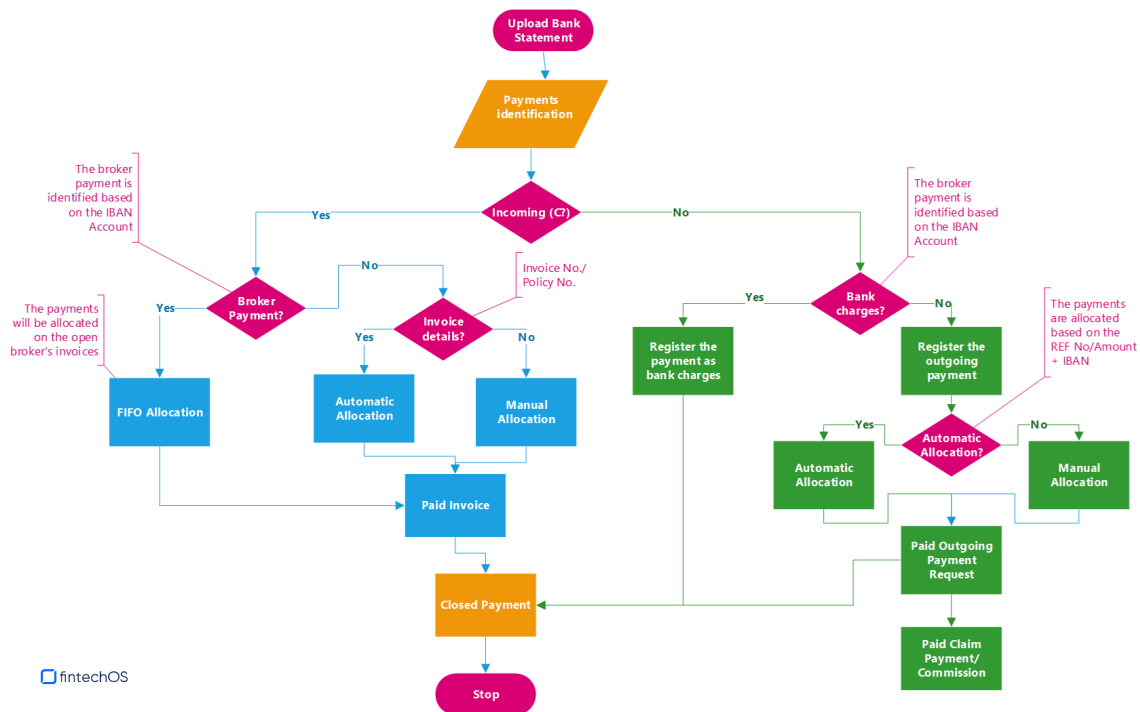 Upload Bank
Statement
Payments
identification
Incoming (C?)
Yes
No
The broker
payment is
identified based
on the IBAN
Account
The broker
payment is
identified based
on the IBAN
Account
No
Invoice No./
Policy No.
Broker
Payment?
Yes
The payments
will be allocated
on the open
broker's invoices
Invoice
details?
Yes
No
Bank
charges?
Yes
No
The payments
are allocated
based on the
REF No/Amount
+ IBAN
Register the
payment as
bank charges
Register the
outgoing
payment
FIFO Allocation
Automatic
Allocation
Manual
Allocation
Automatic
Allocation?
Yes
No
Automatic
Allocation
Manual
Allocation
Paid Invoice
Paid Outgoing
Payment
Request
Closed Payment
Paid Claim
Payment/
Commission
Stop
fintechOS